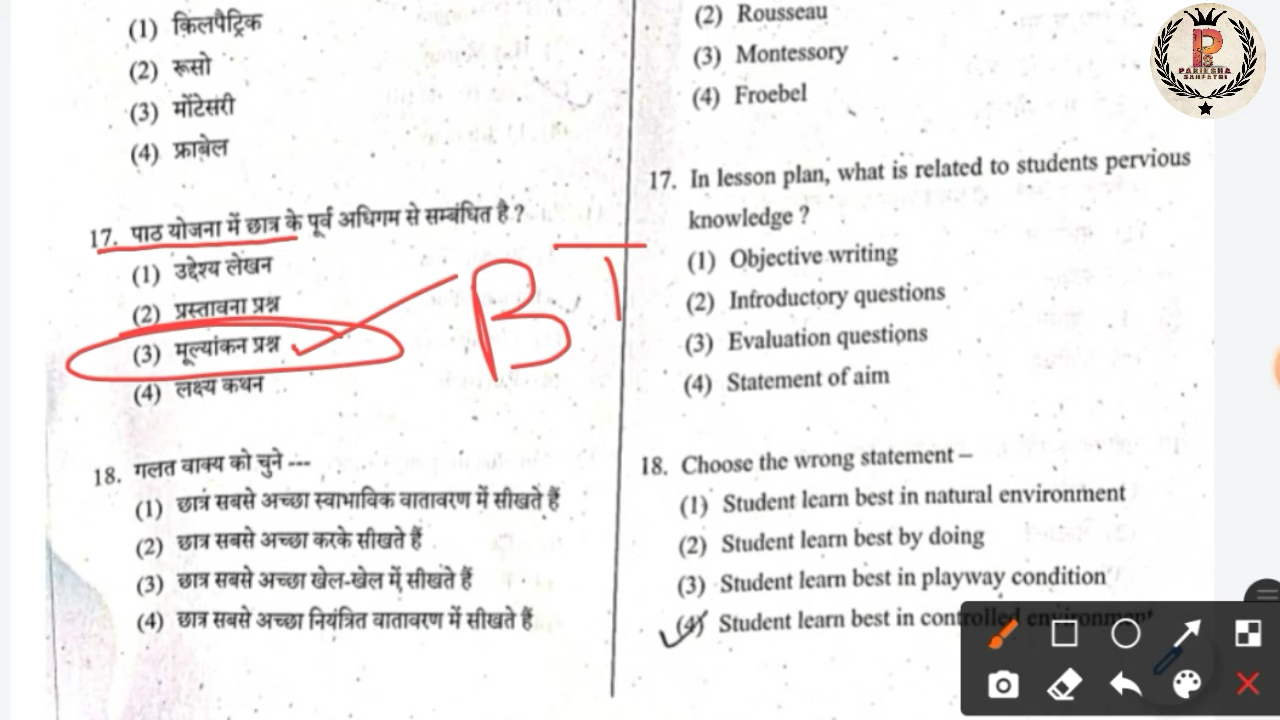 (1) किलपैट्रिक
(2) रूसो
(3) मोंटेसरी
(4) फ्राबेल
17. पाठ योजना में छात्र के पूर्व अधिगम से सम्बंधित है ?
(1) उद्देश्य लेखन
(2) प्रस्तावना प्रश्न
(3) मूल्यांकन प्रश्न
(4) लक्ष्य कथन
B
18. गलत वाक्य को चुने ---
(1) छात्र सबसे अच्छा स्वाभाविक वातावरण में सीखते हैं
(2) छात्र सबसे अच्छा करके सीखते हैं
(3) छात्र सबसे अच्छा खेल-खेल में सीखते हैं
(4) छात्र सबसे अच्छा नियंत्रित वातावरण में सीखते हैं
(2) Rousseau
(3) Montessory
(4) Froebel
17. In lesson plan, what is related to students pervious
knowledge ?
(1) Objective writing
(2) Introductory questions
(3) Evaluation questions
(4) Statement of aim
18. Choose the wrong statement –
(1) Student learn best in natural environment
(2) Student learn best by doing
(3) Student learn best in playway condition
(4) Student learn best in controlled environment
PARIKSHA
SAHPATHI